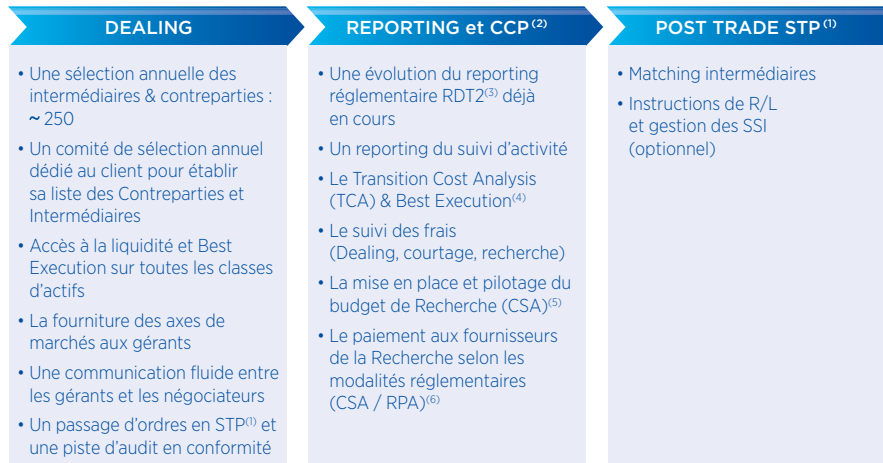 DEALING
• Une sélection annuelle des
intermédiaires & contreparties :
~ 250
• Un comité de sélection annuel
dédié au client pour établir
sa liste des Contreparties et
Intermédiaires
• Accès à la liquidité et Best
Execution sur toutes les classes
d'actifs
• La fourniture des axes de
marchés aux gérants
• Une communication fluide entre
les gérants et les négociateurs
• Un passage d'ordres en STP(1) et
une piste d'audit en conformité
REPORTING et CCP(2)
• Une évolution du reporting
réglementaire RDT2(3) déjà
en cours
• Un reporting du suivi d'activité
• Le Transition Cost Analysis
(TCA) & Best Execution(4)
• Le suivi des frais
(Dealing, courtage, recherche)
• La mise en place et pilotage du
budget de Recherche (CSA)(5)
• Le paiement aux fournisseurs
de la Recherche selon les
modalités réglementaires
(CSA / RPA)(6)
POST TRADE STP(1)
• Matching intermédiaires
• Instructions de R/L
et gestion des SSI
(optionnel)